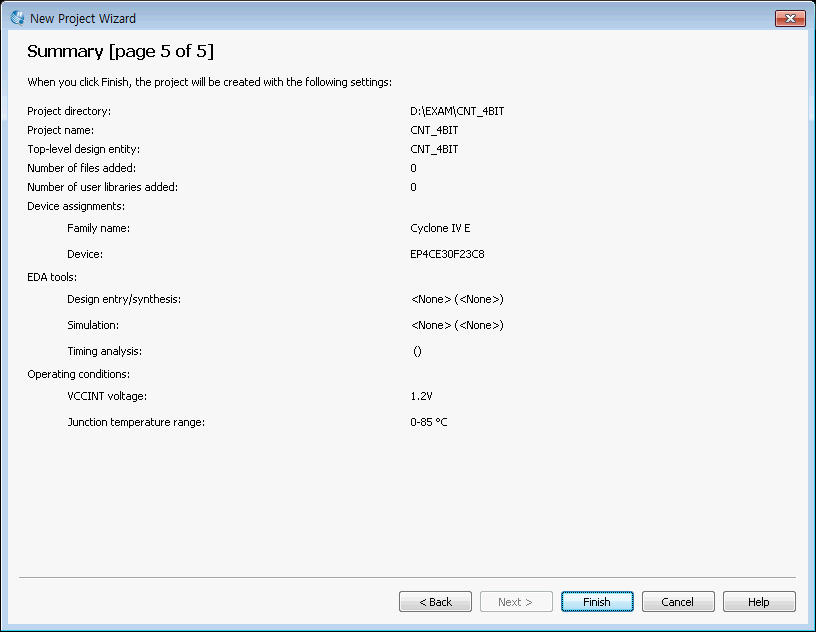 New Project Wizard
Summary [page 5 of 5]
When you click Finish, the project will be created with the following settings:
Project directory: D:\EXAM\CNT_4BIT
Project name: CNT_4BIT
Top-level design entity: CNT_4BIT
Number of files added: 0
Number of user libraries added: 0
Device assignments:
Family name: Cyclone IV E
Device: EP4CE30F23C8
EDA tools:
Design entry/synthesis: <None> (<None>)
Simulation: <None> (<None>)
Timing analysis: ()
Operating conditions:
VCCINT voltage: 1.2V
Junction temperature range: 0-85 °C
< Back Next > Finish Cancel Help